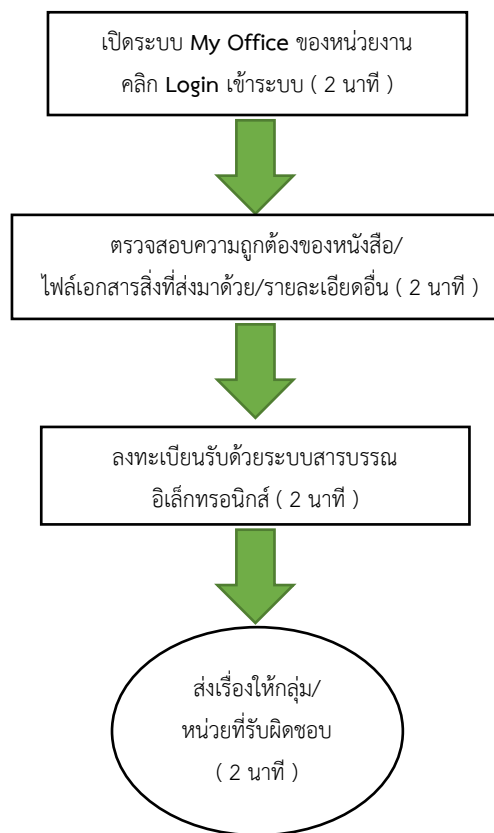 เปิดระบบ My Office ของหน่วยงาน
คลิก Login เข้าระบบ ( 2 นาที )
ตรวจสอบความถูกต้องของหนังสือ/
ไฟล์เอกสารสิ่งที่ส่งมาด้วย/รายละเอียดอื่น ( 2 นาที )
ลงทะเบียนรับด้วยระบบสารบรรณ
อิเล็กทรอนิกส์ ( 2 นาที )
ส่งเรื่องให้กลุ่ม/
หน่วยที่รับผิดชอบ
( 2 นาที )